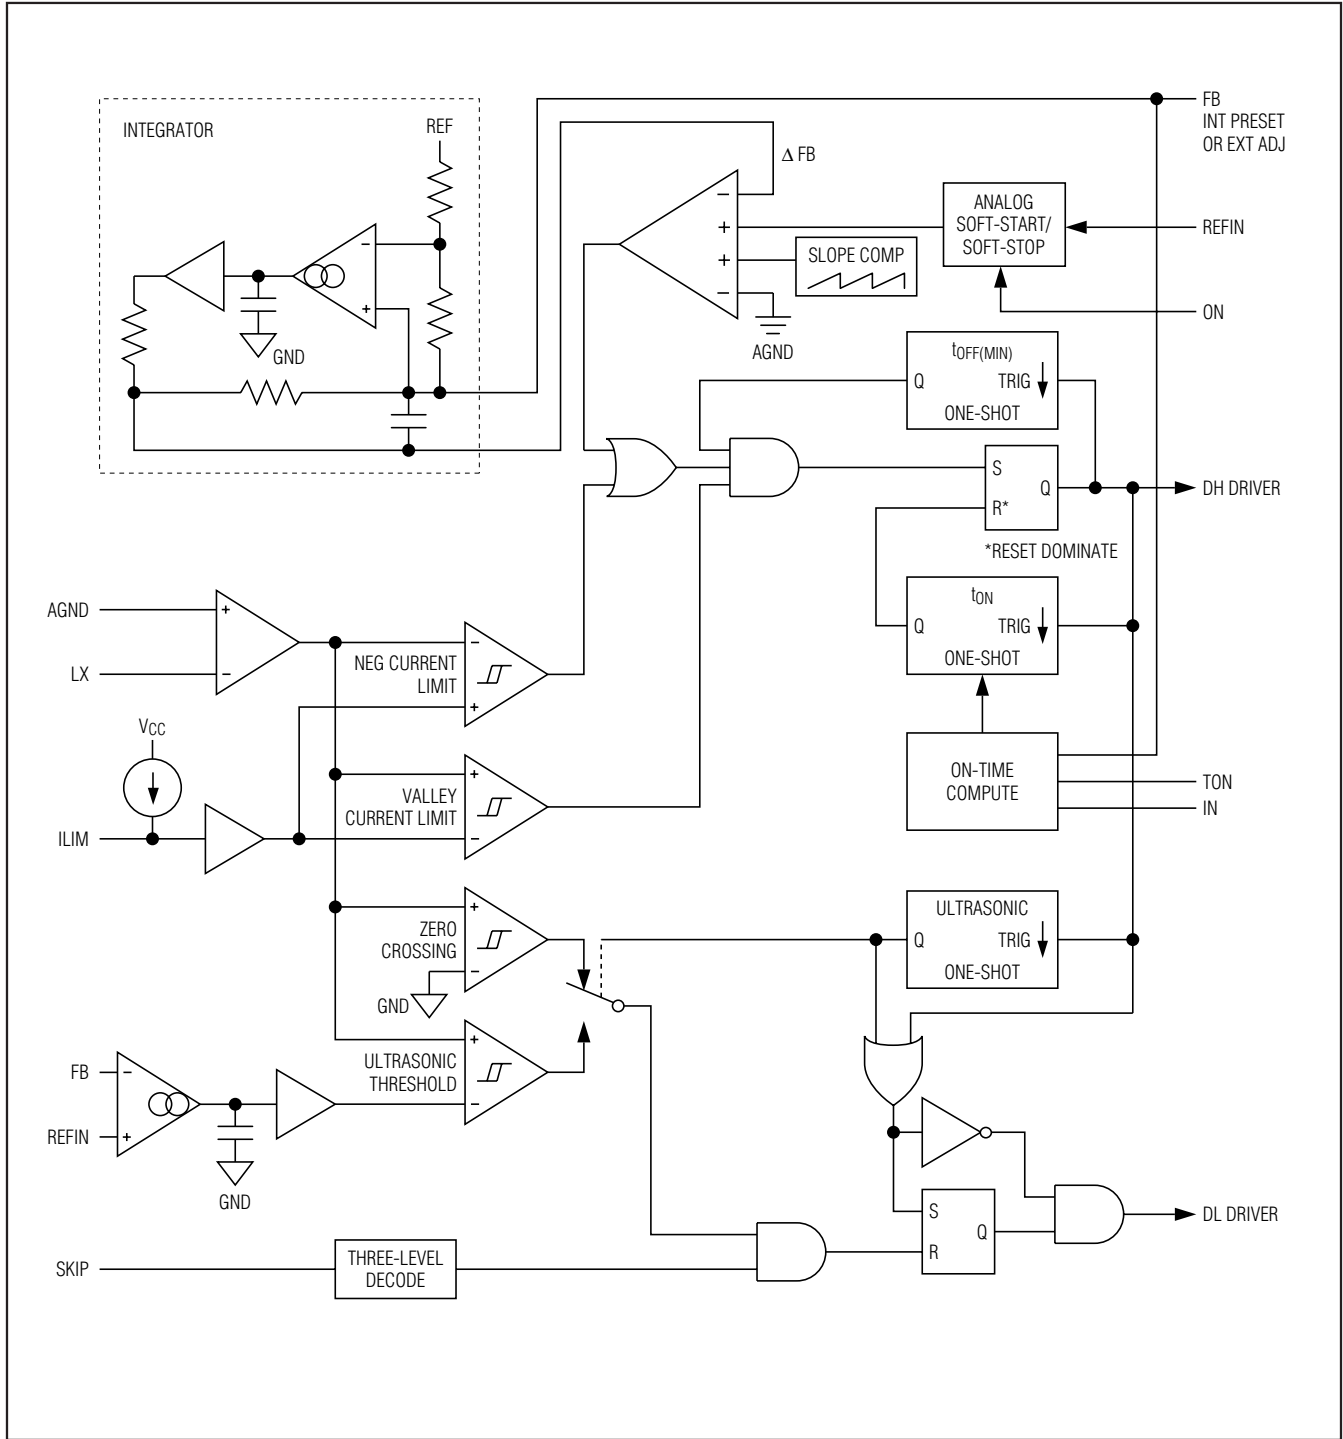 INTEGRATOR
REF
FB
INT PRESET
OR EXT ADJ
Δ FB
−
+
+
−
ANALOG
SOFT-START/
SOFT-STOP
REFIN
SLOPE COMP
ON
AGND
−
+
GND
tOFF(MIN)
Q TRIG
ONE-SHOT
S
Q
R*
DH DRIVER
*RESET DOMINATE
tON
Q TRIG
ONE-SHOT
AGND
+
LX
−
−
NEG CURRENT
LIMIT
+
VCC
ILIM
+
VALLEY
CURRENT LIMIT
−
ON-TIME
COMPUTE
TON
IN
+
ZERO
CROSSING
−
GND
ULTRASONIC
Q TRIG
ONE-SHOT
+
ULTRASONIC
THRESHOLD
−
FB
−
REFIN
+
GND
S
Q
R
DL DRIVER
SKIP
THREE-LEVEL
DECODE